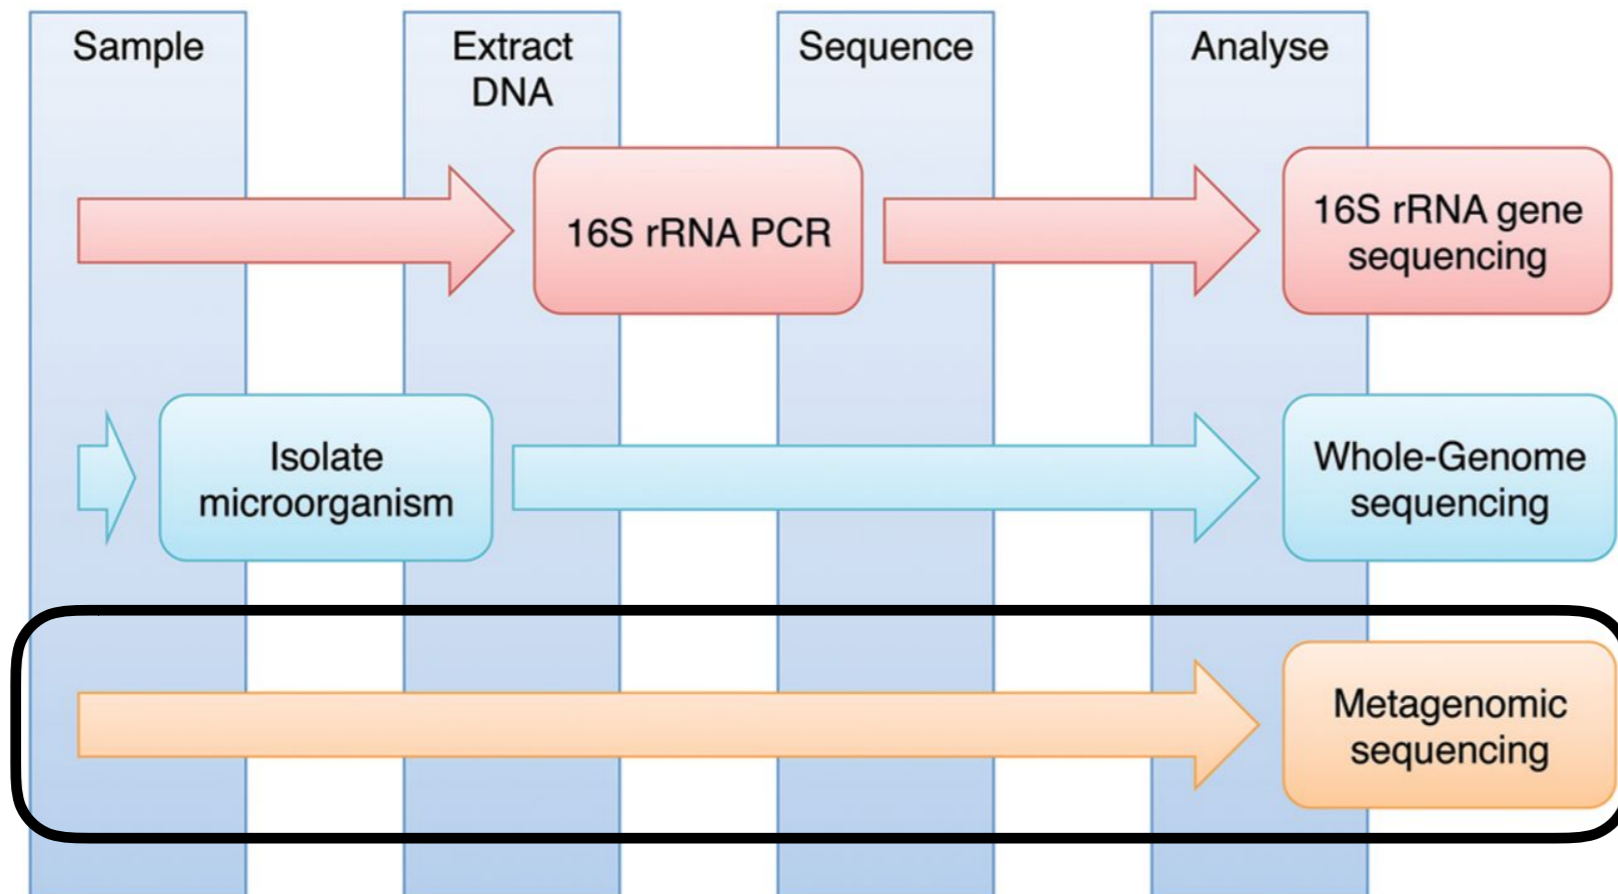 Sample
Extract
DNA
Sequence
Analyse
16S rRNA PCR
16S rRNA gene
sequencing
Isolate
microorganism
Whole-Genome
sequencing
Metagenomic
sequencing